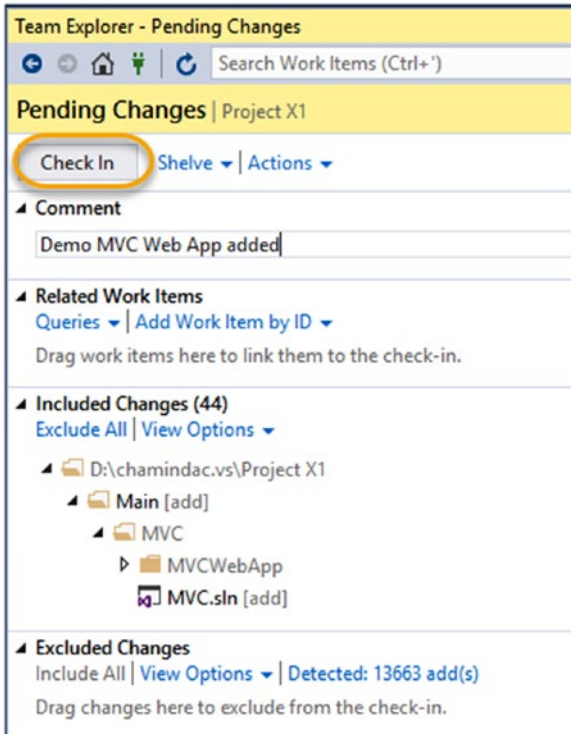 Team Explorer - Pending Changes
Search Work Items (Ctrl+')
Pending Changes | Project X1
Check In Shelve | Actions
Comment
Demo MVC Web App added
Related Work Items
Queries | Add Work Item by ID
Drag work items here to link them to the check-in.
Included Changes (44)
Exclude All | View Options
D:\chamindac.vs\Project X1
Main [add]
MVC
MVCWebApp
MVC.sln [add]
Excluded Changes
Include All | View Options | Detected: 13663 add(s)
Drag changes here to exclude from the check-in.